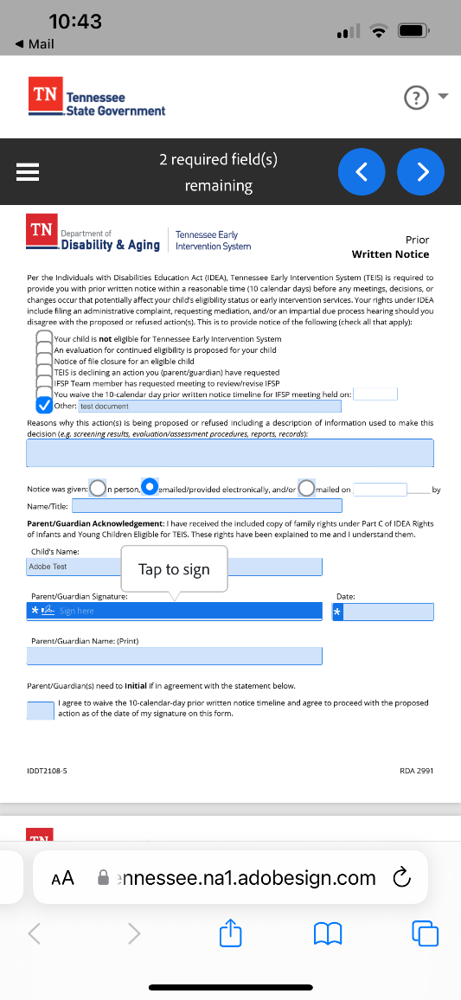 10:43
◀ Mail
TN Tennessee
State Government
?
2 required field(s)
remaining
TN Department of
Disability & Aging
Tennessee Early
Intervention System
Prior
Written Notice
Per the Individuals with Disabilities Education Act (IDEA), Tennessee Early Intervention System (TEIS) is required to
provide you with prior written notice within a reasonable time (10 calendar days) before any meetings, decisions, or
changes occur that potentially affect your child's eligibility status or early intervention services. Your rights under IDEA
include filing an administrative complaint, requesting mediation, and/or an impartial due process hearing should you
disagree with the proposed or refused action(s). This is to provide notice of the following (check all that apply):
Your child is not eligible for Tennessee Early Intervention System
An evaluation for continued eligibility is proposed for your child
Notice of file closure for an eligible child
TEIS is declining an action you (parent/guardian) have requested
IFSP Team member has requested meeting to review/revise IFSP
You waive the 10-calendar day prior written notice timeline for IFSP meeting held on:
Other: test document
Reasons why this action(s) is being proposed or refused including a description of information used to make this
decision (e.g. screening results, evaluation/assessment procedures, reports, records):
Notice was given: n person, emailed/provided electronically, and/or mailed on ____ by
Name/Title:
Parent/Guardian Acknowledgement: I have received the included copy of family rights under Part C of IDEA Rights
of Infants and Young Children Eligible for TEIS. These rights have been explained to me and I understand them.
Child's Name:
Adobe Test
Tap to sign
Parent/Guardian Signature: Date:
* Sign here *
Parent/Guardian Name: (Print)
Parent/Guardian(s) need to Initial if in agreement with the statement below.
I agree to waive the 10-calendar-day prior written notice timeline and agree to proceed with the proposed
action as of the date of my signature on this form.
IDDT2108-5 RDA 2991
TN
AA ennessee.na1.adobesign.com